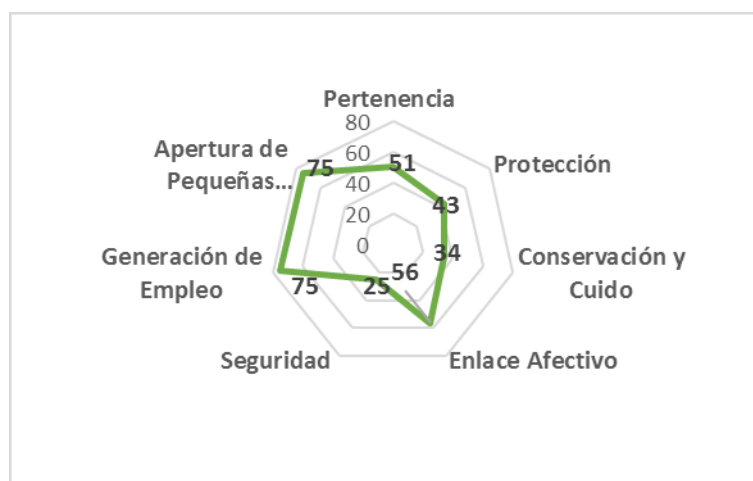 Pertenencia
80
60
40
20
0
51
Protección
43
Conservación y
Cuido
34
Enlace Afectivo
56
Seguridad
25
Generación de
Empleo
75
Apertura de
Pequeñas...
75